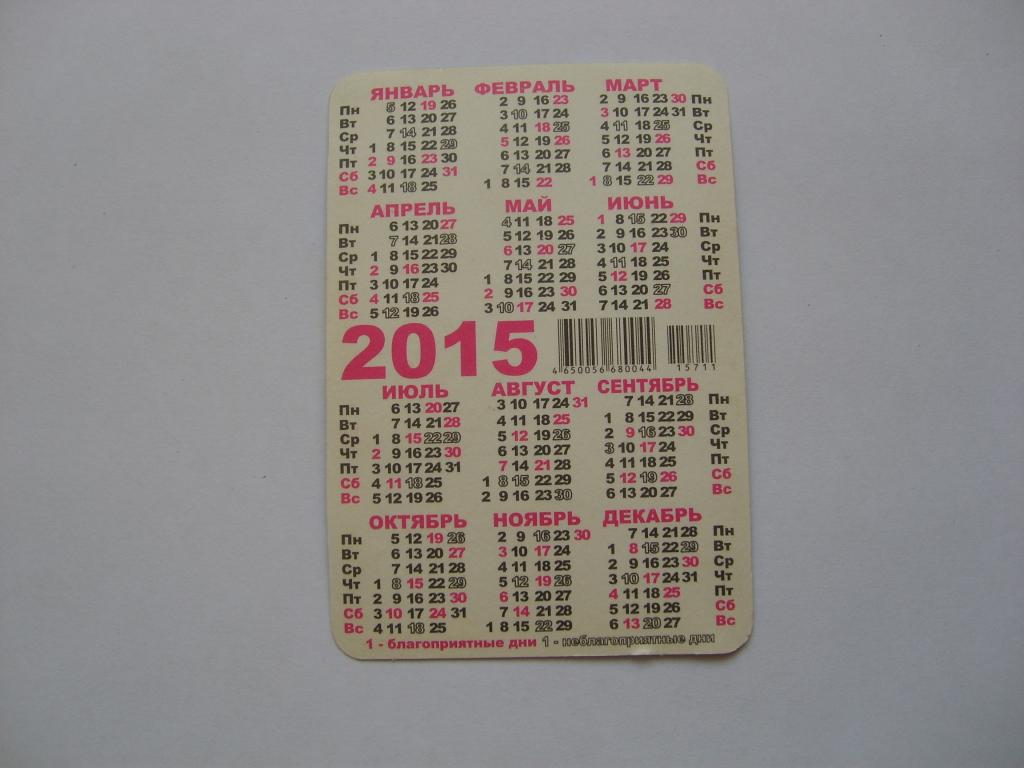 ЯНВАРЬ ФЕВРАЛЬ МАРТ
Пн 5 12 19 26 2 9 16 23 2 9 16 23 30 Пн
Вт 6 13 20 27 3 10 17 24 3 10 17 24 31 Вт
Ср 7 14 21 28 4 11 18 25 4 11 18 25 Ср
Чт 1 8 15 22 29 5 12 19 26 5 12 19 26 Чт
Пт 2 9 16 23 30 6 13 20 27 6 13 20 27 Пт
Сб 3 10 17 24 31 7 14 21 28 7 14 21 28 Сб
Вс 4 11 18 25 1 8 15 22 1 8 15 22 29 Вс
АПРЕЛЬ МАЙ ИЮНЬ
Пн 6 13 20 27 4 11 18 25 1 8 15 22 29 Пн
Вт 7 14 21 28 5 12 19 26 2 9 16 23 30 Вт
Ср 1 8 15 22 29 6 13 20 27 3 10 17 24 Ср
Чт 2 9 16 23 30 7 14 21 28 4 11 18 25 Чт
Пт 3 10 17 24 1 8 15 22 29 5 12 19 26 Пт
Сб 4 11 18 25 2 9 16 23 30 6 13 20 27 Сб
Вс 5 12 19 26 3 10 17 24 31 7 14 21 28 Вс
2015 4 650056 680044 15711
ИЮЛЬ АВГУСТ СЕНТЯБРЬ
Пн 6 13 20 27 3 10 17 24 31 7 14 21 28 Пн
Вт 7 14 21 28 4 11 18 25 1 8 15 22 29 Вт
Ср 1 8 15 22 29 5 12 19 26 2 9 16 23 30 Ср
Чт 2 9 16 23 30 6 13 20 27 3 10 17 24 Чт
Пт 3 10 17 24 31 7 14 21 28 4 11 18 25 Пт
Сб 4 11 18 25 1 8 15 22 29 5 12 19 26 Сб
Вс 5 12 19 26 2 9 16 23 30 6 13 20 27 Вс
ОКТЯБРЬ НОЯБРЬ ДЕКАБРЬ
Пн 5 12 19 26 2 9 16 23 30 7 14 21 28 Пн
Вт 6 13 20 27 3 10 17 24 1 8 15 22 29 Вт
Ср 7 14 21 28 4 11 18 25 2 9 16 23 30 Ср
Чт 1 8 15 22 29 5 12 19 26 3 10 17 24 31 Чт
Пт 2 9 16 23 30 6 13 20 27 4 11 18 25 Пт
Сб 3 10 17 24 31 7 14 21 28 5 12 19 26 Сб
Вс 4 11 18 25 1 8 15 22 29 6 13 20 27 Вс
1 - благоприятные дни 1 - неблагоприятные дни